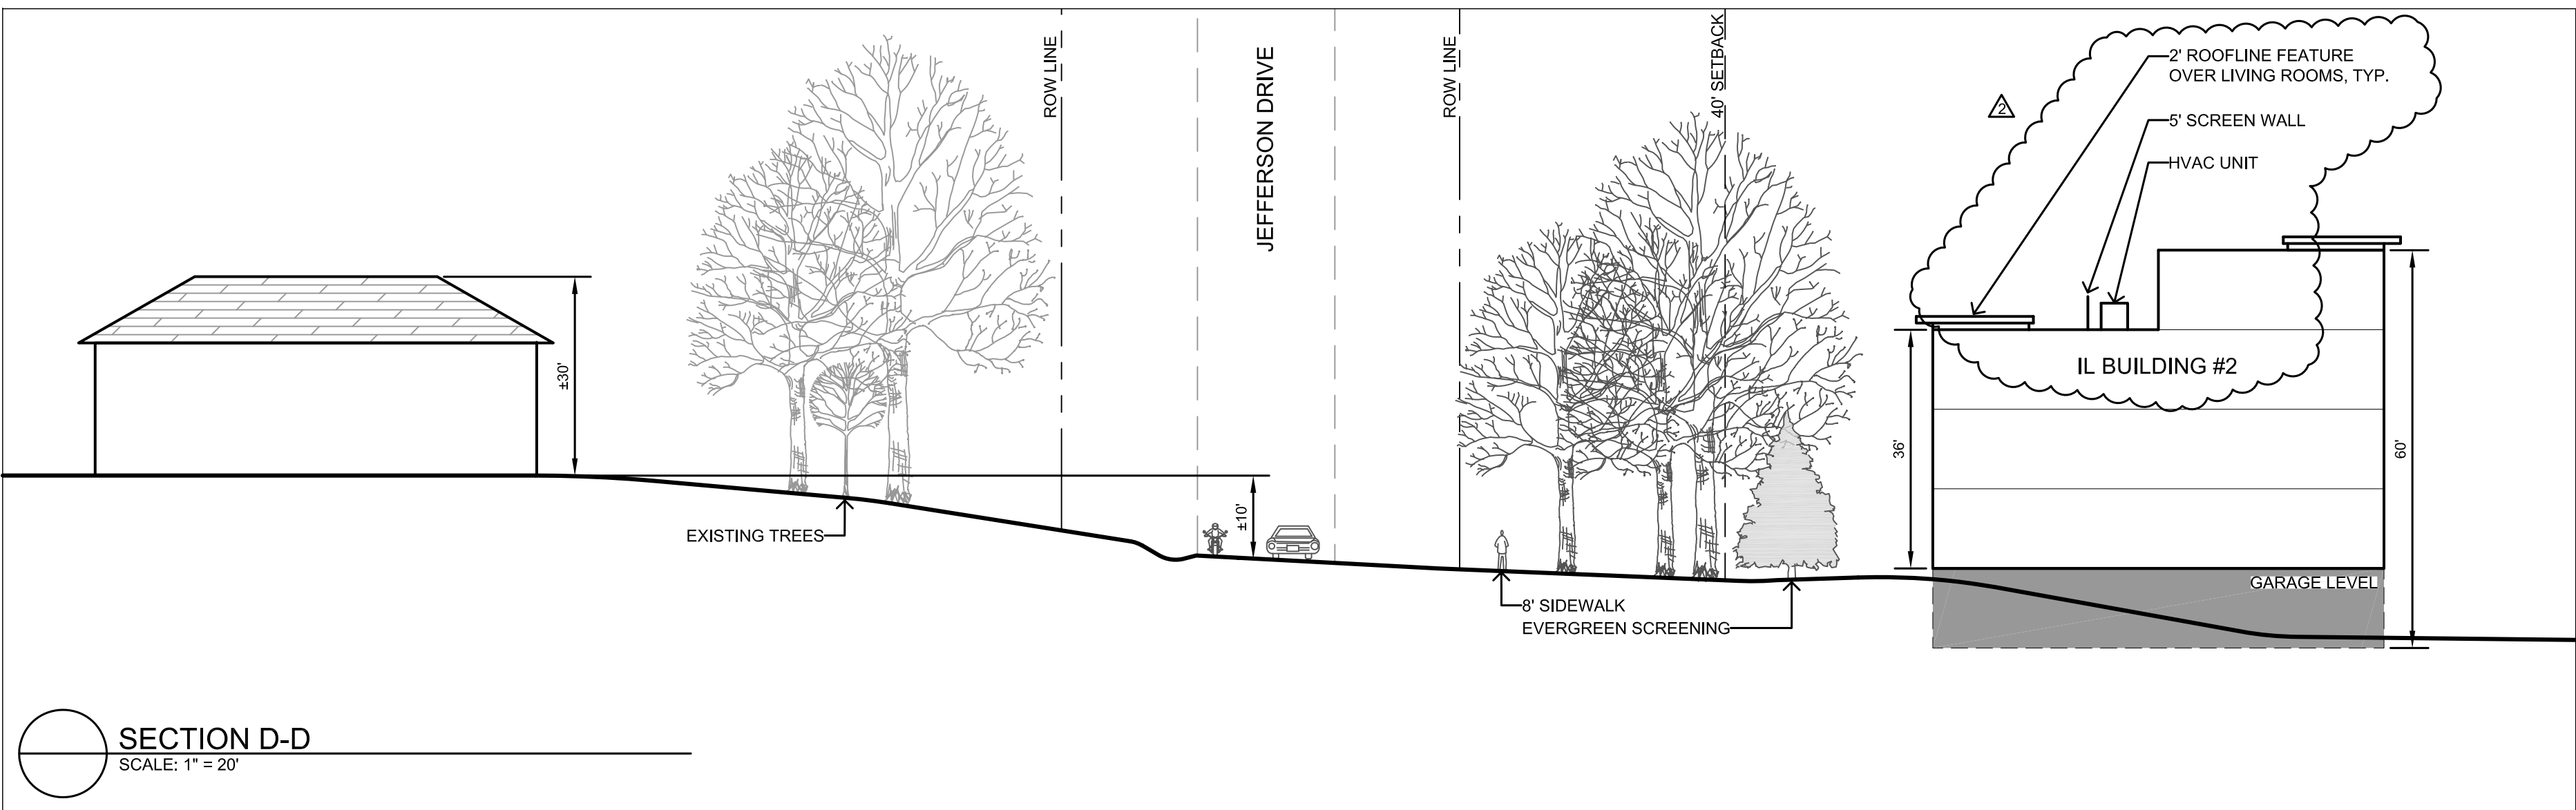 ROW LINE
JEFFERSON DRIVE
ROW LINE
40' SETBACK
2' ROOFLINE FEATURE
OVER LIVING ROOMS, TYP.
2
5' SCREEN WALL
HVAC UNIT
±30'
IL BUILDING #2
36'
60'
EXISTING TREES
±10'
GARAGE LEVEL
8' SIDEWALK
EVERGREEN SCREENING
SECTION D-D
SCALE: 1" = 20'